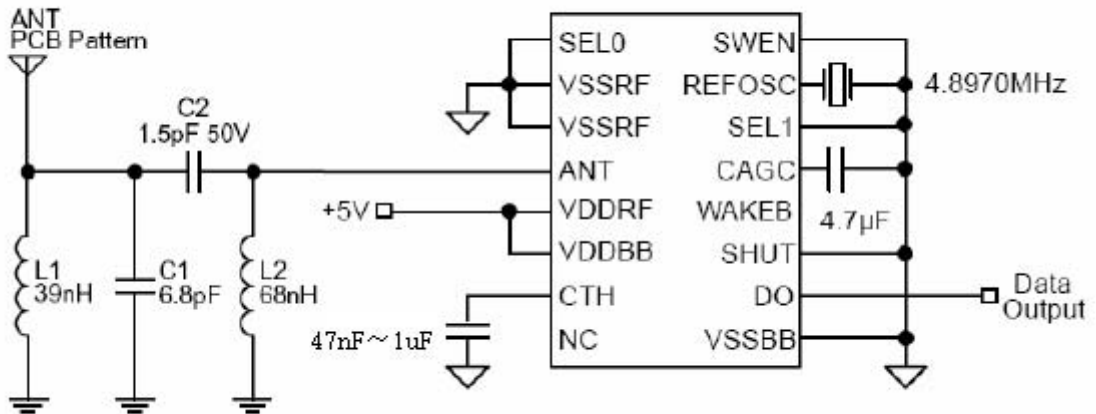 ANT
PCB Pattern
C2
1.5pF 50V
L1
39nH
C1
6.8pF
L2
68nH
+5V
47nF～1uF
SEL0
VSSRF
VSSRF
ANT
VDDRF
VDDBB
CTH
NC
SWEN
REFOSC
SEL1
CAGC
WAKEB
SHUT
DO
VSSBB
4.8970MHz
4.7µF
Data
Output